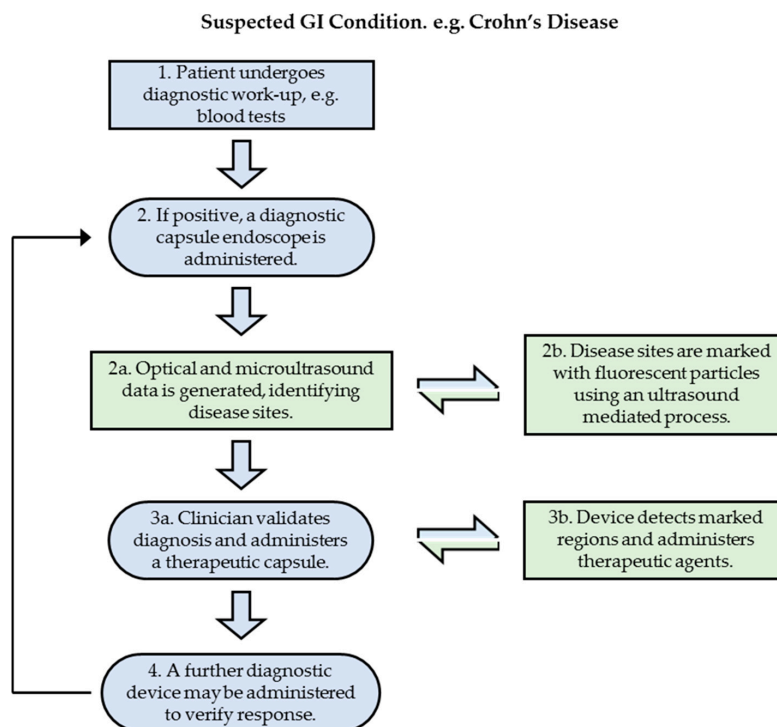 Suspected GI Condition. e.g. Crohn's Disease
1. Patient undergoes
diagnostic work-up, e.g.
blood tests
2. If positive, a diagnostic
capsule endoscope is
administered.
2a. Optical and microultrasound
data is generated, identifying
disease sites.
2b. Disease sites are marked
with fluorescent particles
using an ultrasound
mediated process.
3a. Clinician validates
diagnosis and administers
a therapeutic capsule.
3b. Device detects marked
regions and administers
therapeutic agents.
4. A further diagnostic
device may be administered
to verify response.